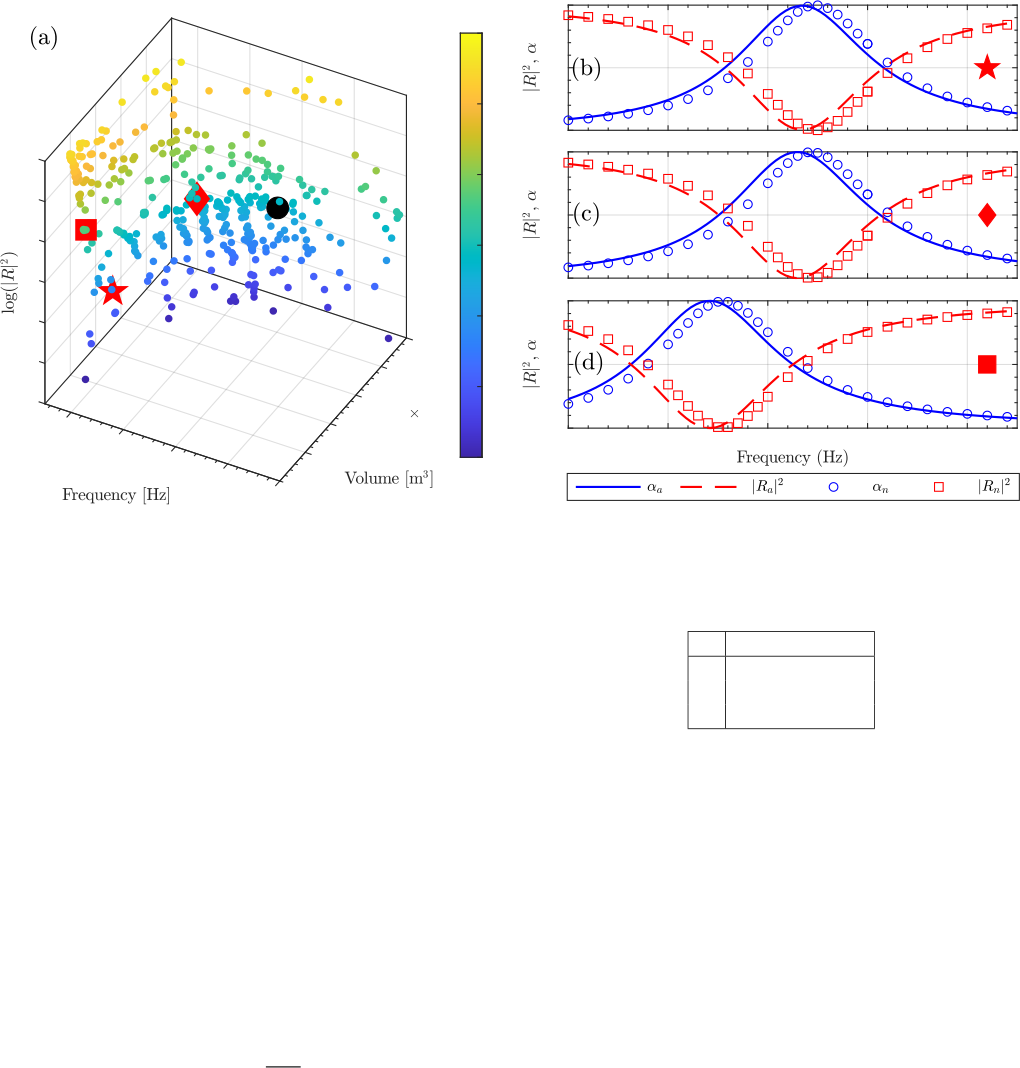 (a)
log(|R|²)
Frequency [Hz]
Volume [m³]
×
|R|², α
(b)
|R|², α
(c)
|R|², α
(d)
Frequency (Hz)
αₐ |Rₐ|² αₙ |Rₙ|²